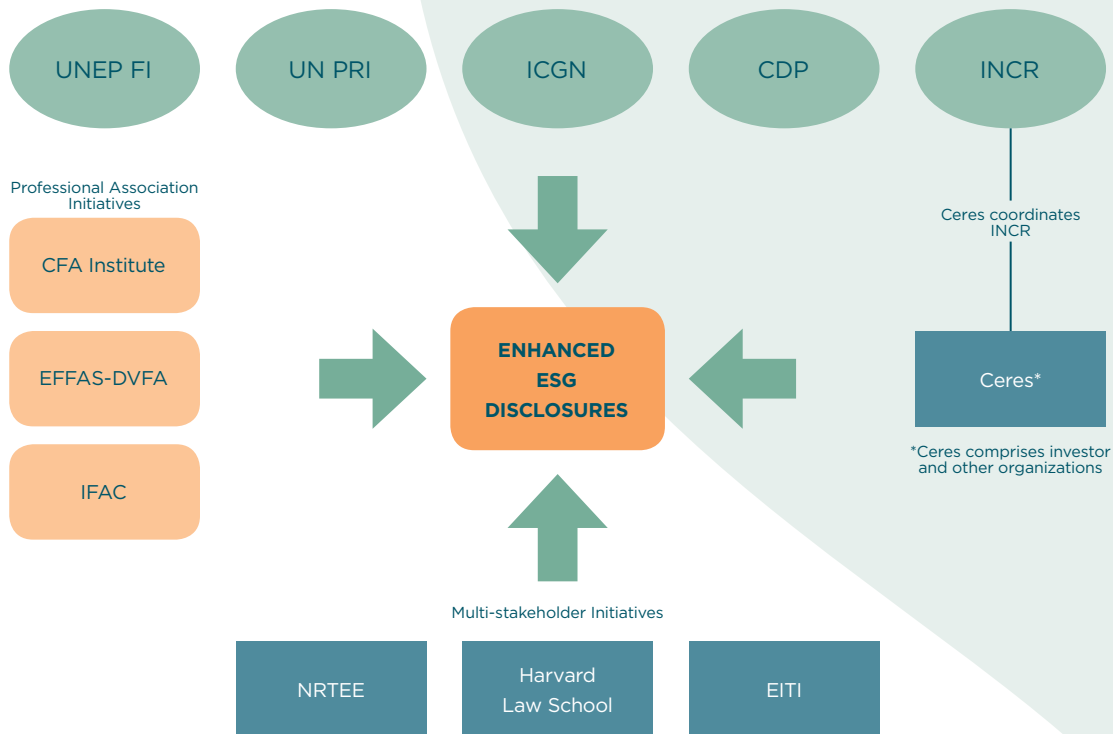 UNEP FI
UN PRI
ICGN
CDP
INCR
Professional Association
Initiatives
CFA Institute
EFFAS-DVFA
IFAC
Ceres coordinates
INCR
ENHANCED
ESG
DISCLOSURES
Ceres*
*Ceres comprises investor
and other organizations
Multi-stakeholder Initiatives
NRTEE
Harvard
Law School
EITI